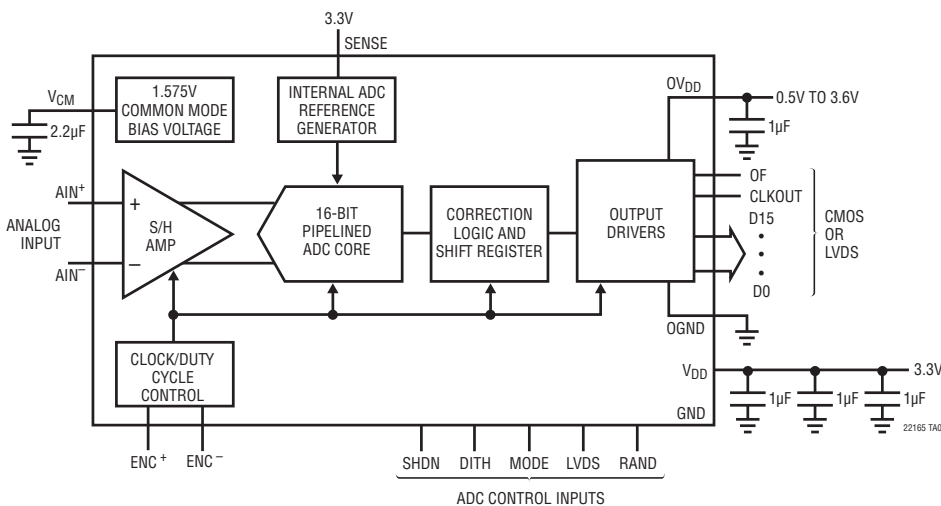 3.3V
SENSE
VCM
2.2µF
1.575V
COMMON MODE
BIAS VOLTAGE
INTERNAL ADC
REFERENCE
GENERATOR
OVDD
0.5V TO 3.6V
1µF
AIN+
ANALOG
INPUT
AIN−
+
S/H
AMP
−
16-BIT
PIPELINED
ADC CORE
CORRECTION
LOGIC AND
SHIFT REGISTER
OUTPUT
DRIVERS
OF
CLKOUT
D15
•
•
•
D0
CMOS
OR
LVDS
OGND
CLOCK/DUTY
CYCLE
CONTROL
VDD
3.3V
1µF
1µF
1µF
GND
22165 TA0
ENC +
ENC −
SHDN
DITH
MODE
LVDS
RAND
ADC CONTROL INPUTS